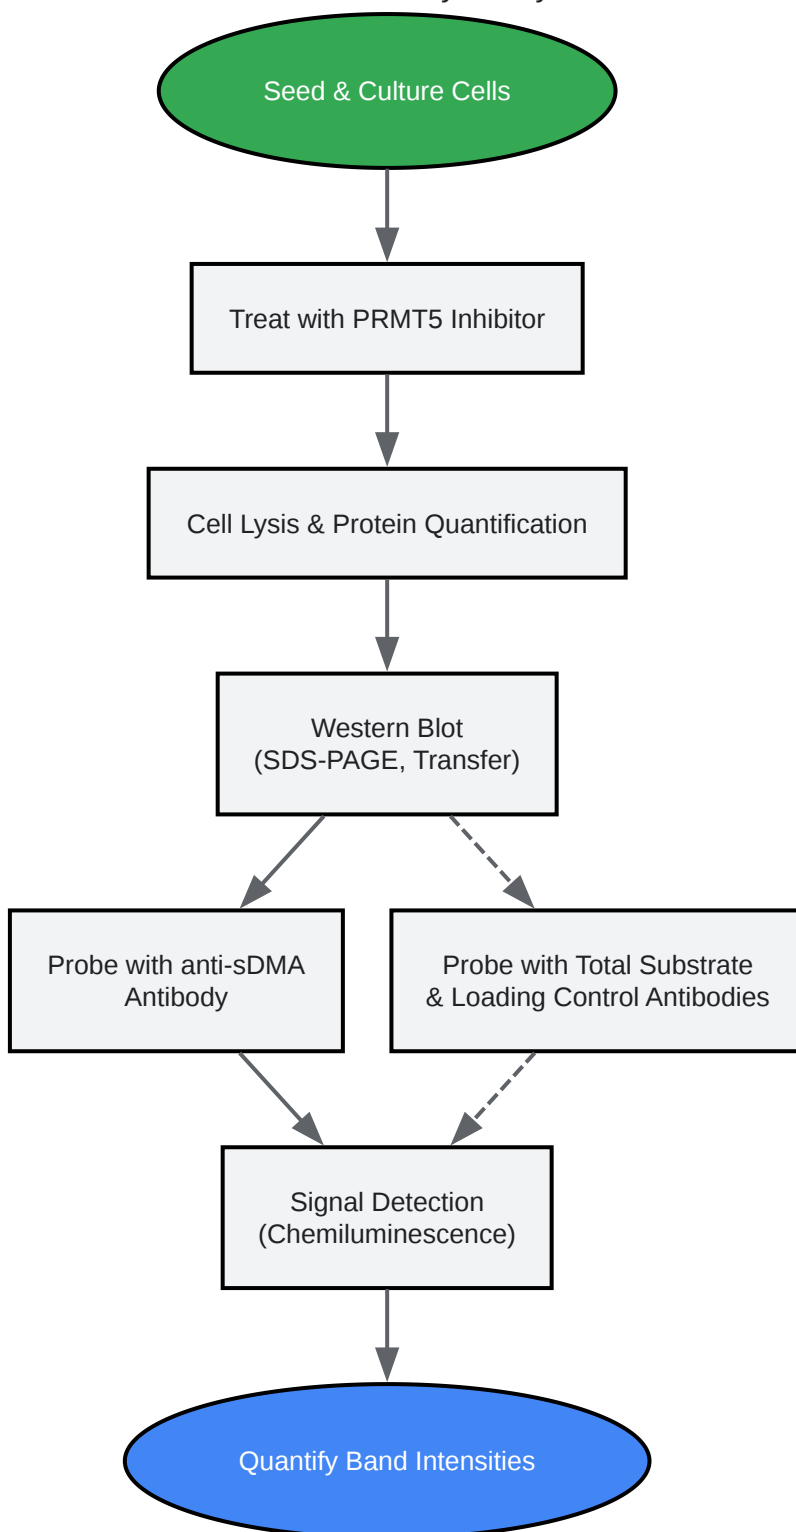 Seed & Culture Cells
Treat with PRMT5 Inhibitor
Cell Lysis & Protein Quantification
Western Blot
(SDS-PAGE, Transfer)
Probe with anti-sDMA
Antibody
Probe with Total Substrate
& Loading Control Antibodies
Signal Detection
(Chemiluminescence)
Quantify Band Intensities